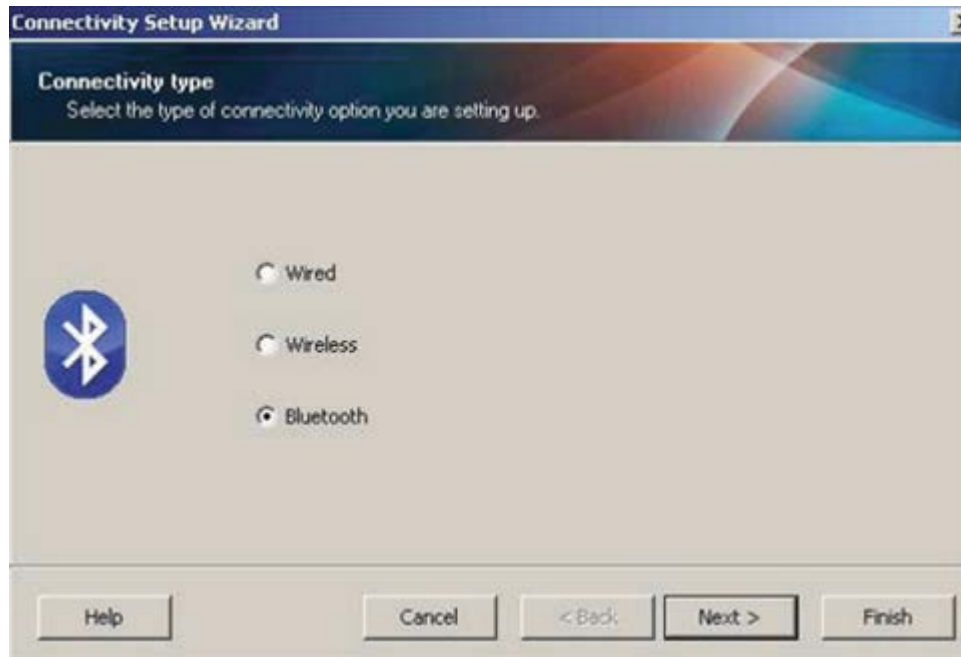 Connectivity Setup Wizard
Connectivity type
Select the type of connectivity option you are setting up.
Wired
Wireless
Bluetooth
Help Cancel < Back Next > Finish